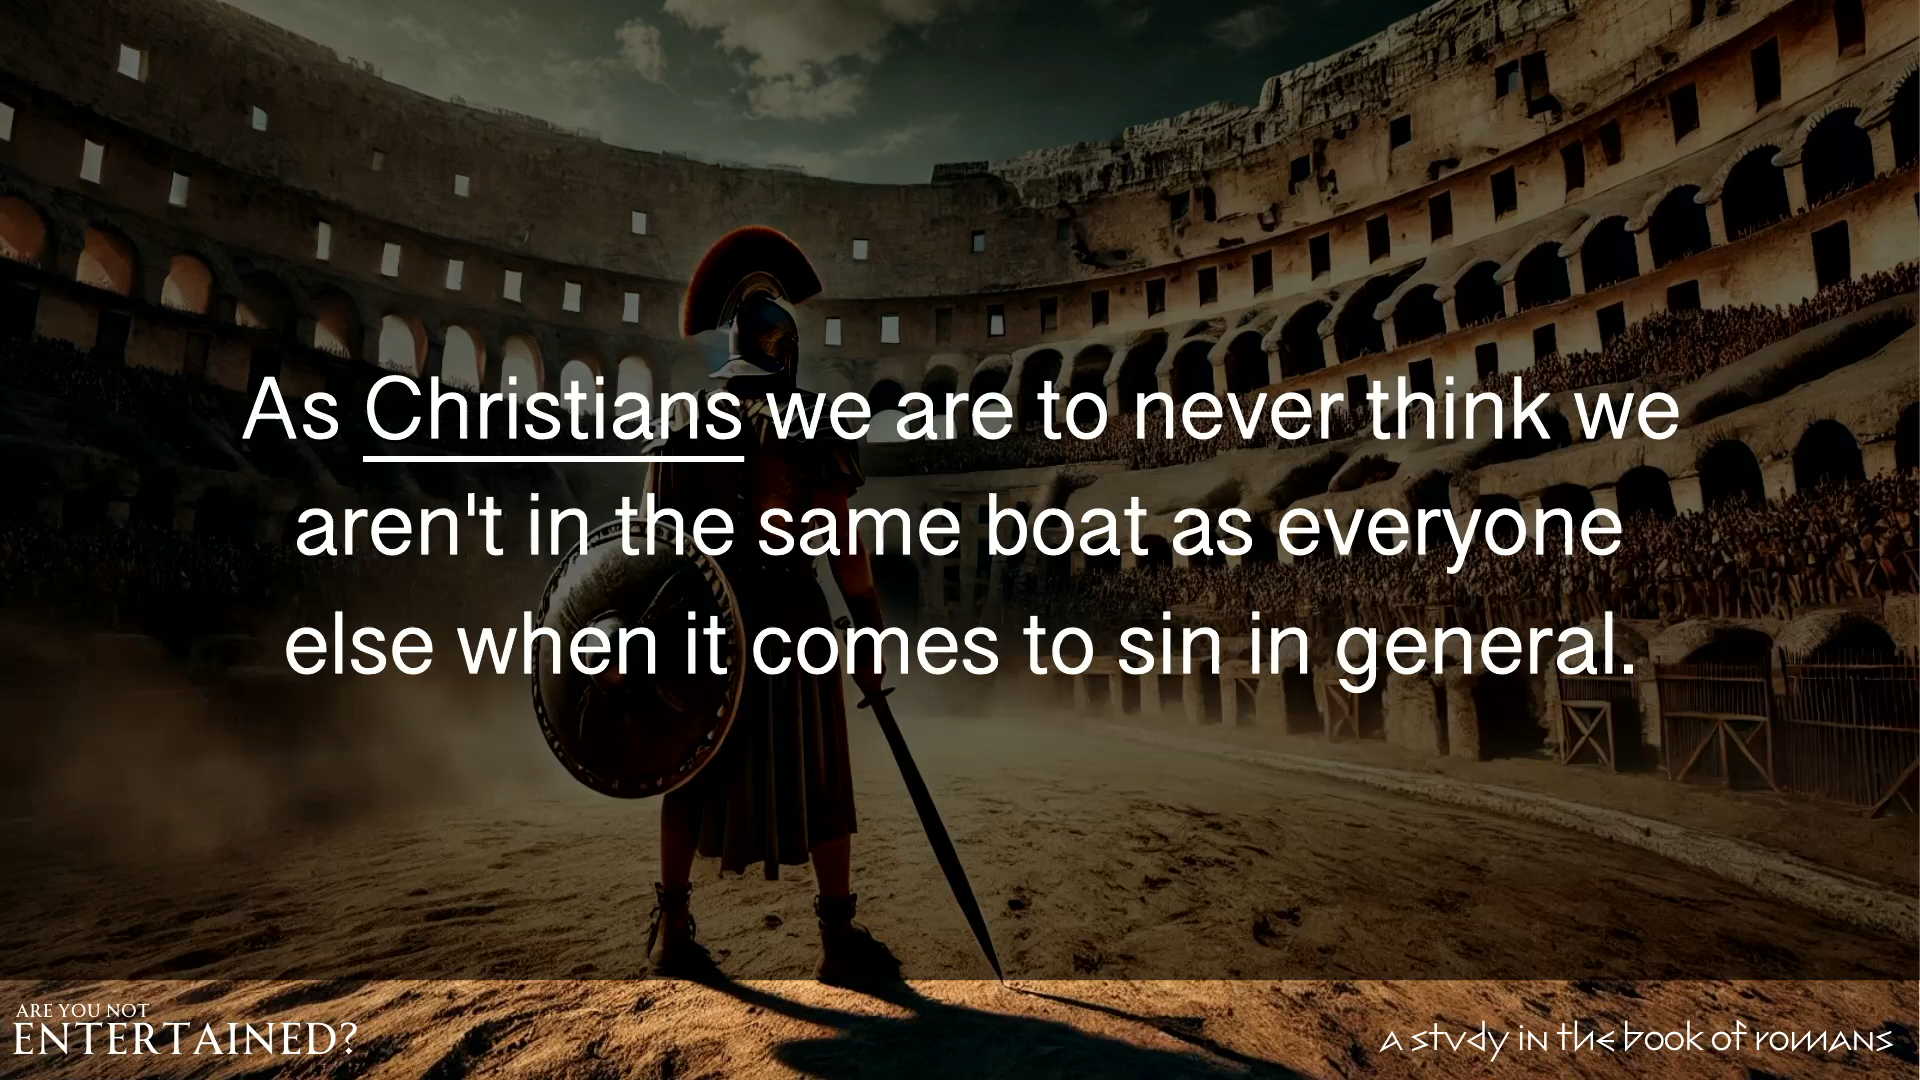 As Christians we are to never think we
aren't in the same boat as everyone
else when it comes to sin in general.
ARE YOU NOT
ENTERTAINED?
A study in the book of romans